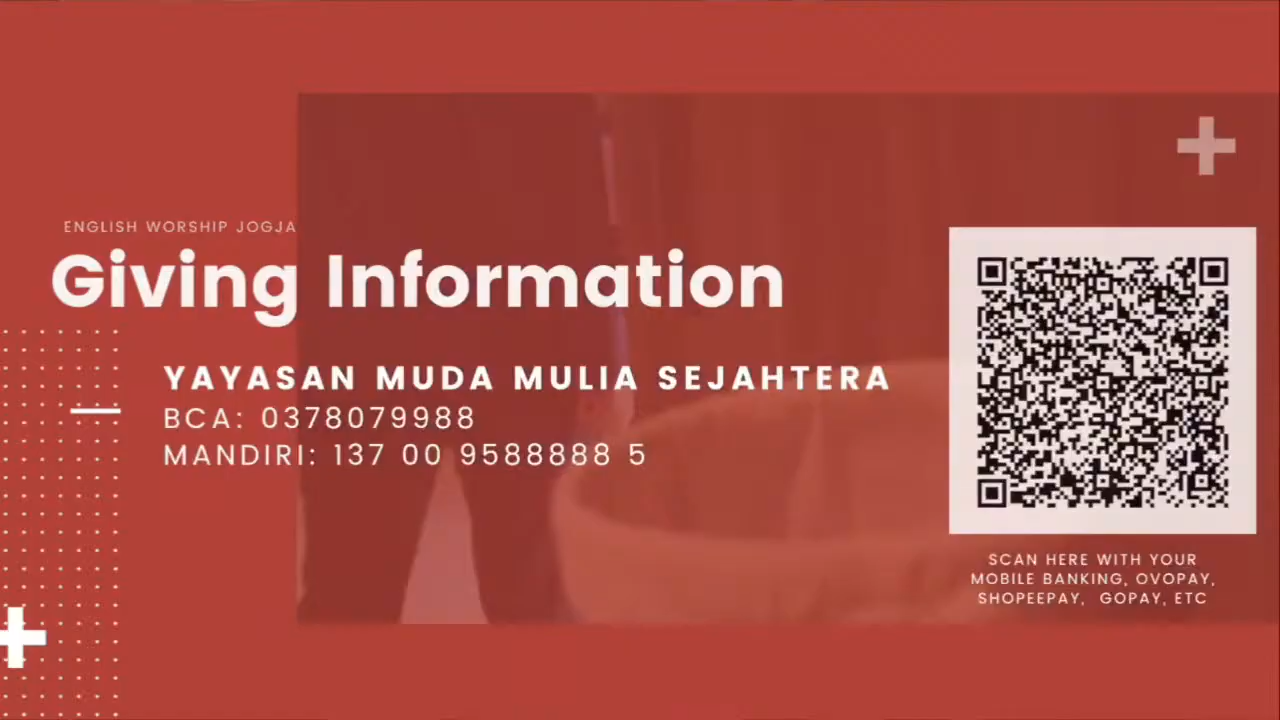 ENGLISH WORSHIP JOGJA
Giving Information
YAYASAN MUDA MULIA SEJAHTERA
BCA: 0378079988
MANDIRI: 137 00 9588888 5
SCAN HERE WITH YOUR
MOBILE BANKING, OVOPAY,
SHOPEEPAY, GOPAY, ETC